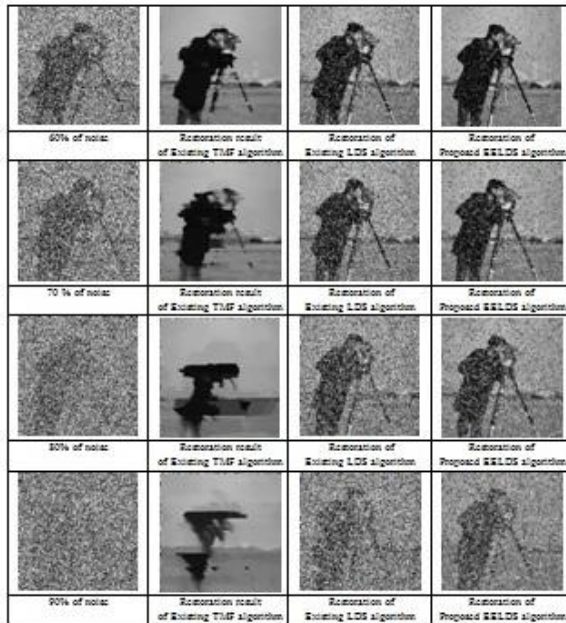 60% of noise
Restoration result
of Existing TMF algorithm
Restoration of
Existing LDS algorithm
Restoration of
Proposed EELDS algorithm
70 % of noise
Restoration result
of Existing TMF algorithm
Restoration of
Existing LDS algorithm
Restoration of
Proposed EELDS algorithm
80% of noise
Restoration result
of Existing TMF algorithm
Restoration of
Existing LDS algorithm
Restoration of
Proposed EELDS algorithm
90% of noise
Restoration result
of Existing TMF algorithm
Restoration of
Existing LDS algorithm
Restoration of
Proposed EELDS algorithm